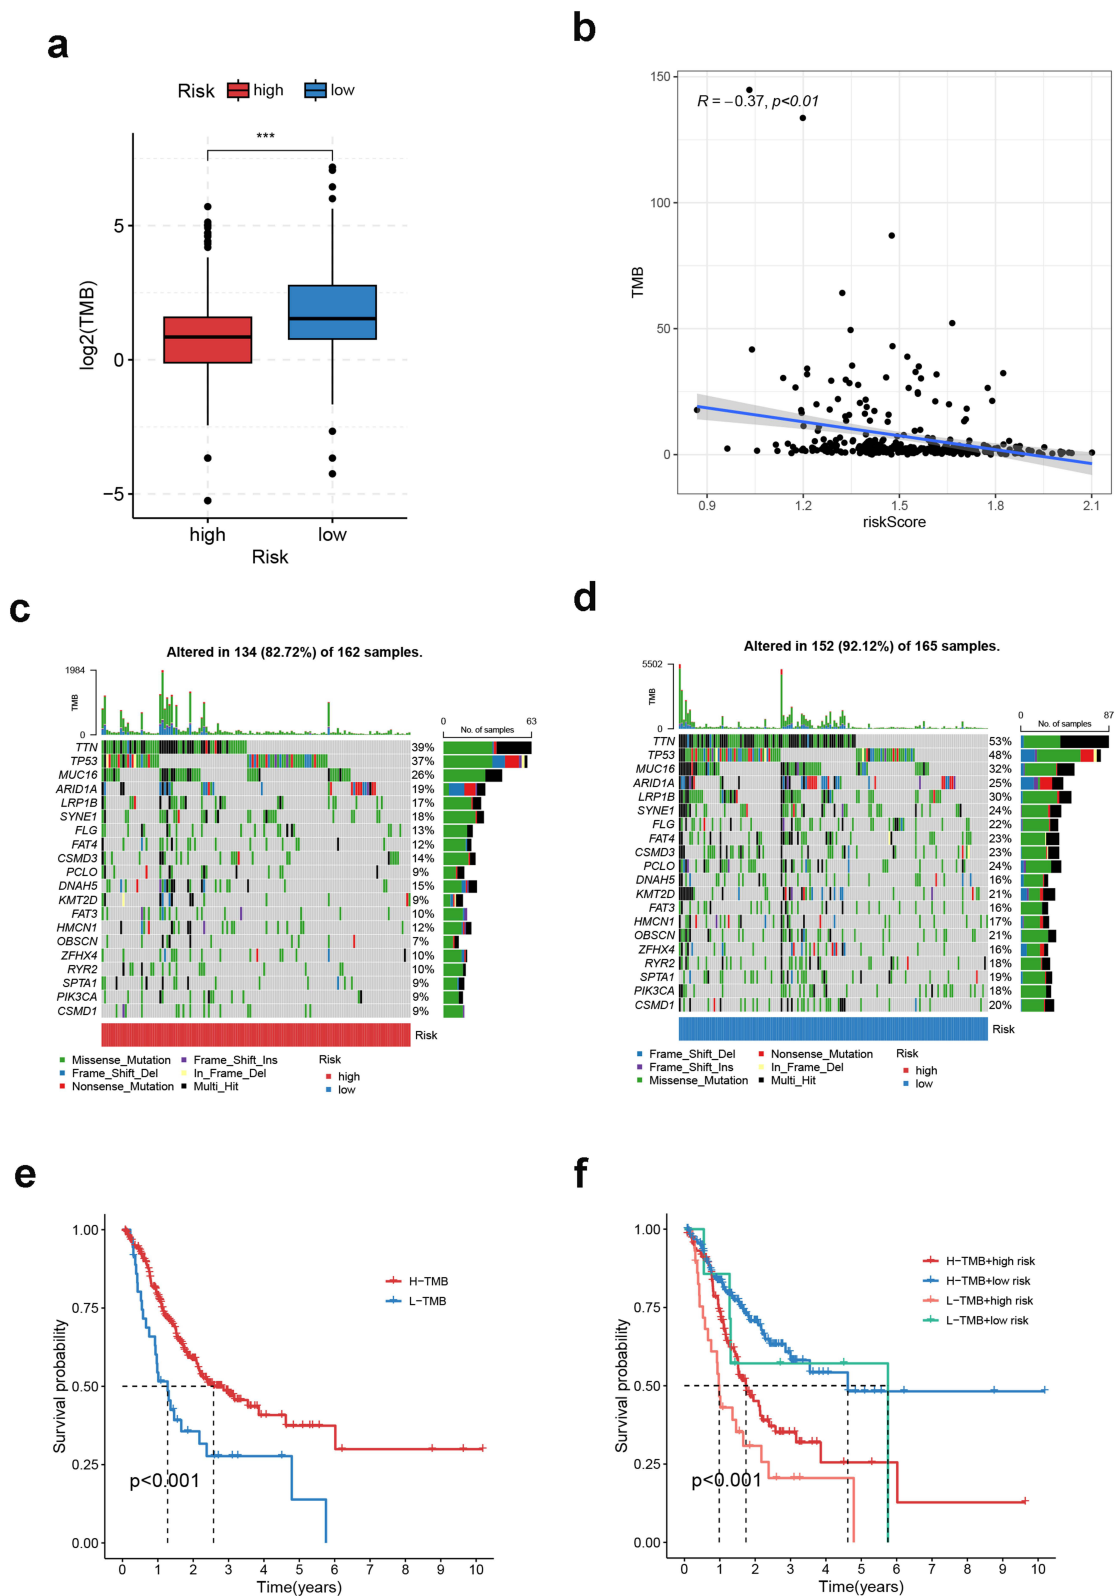 a
Risk high low
***
5
0
−5
log2(TMB)
high low
Risk
b
R = −0.37, p<0.01
150
100
50
0
TMB
0.9 1.2 1.5 1.8 2.1
riskScore
c
Altered in 134 (82.72%) of 162 samples.
1984
0
TMB
0 63
No. of samples
TTN 39%
TP53 37%
MUC16 26%
ARID1A 19%
LRP1B 17%
SYNE1 18%
FLG 13%
FAT4 12%
CSMD3 14%
PCLO 9%
DNAH5 15%
KMT2D 9%
FAT3 10%
HMCN1 12%
OBSCN 7%
ZFHX4 10%
RYR2 10%
SPTA1 9%
PIK3CA 9%
CSMD1 9%
Risk
Missense_Mutation Frame_Shift_Ins Risk
Frame_Shift_Del In_Frame_Del high
Nonsense_Mutation Multi_Hit low
d
Altered in 152 (92.12%) of 165 samples.
5502
0
TMB
0 87
No. of samples
TTN 53%
TP53 48%
MUC16 32%
ARID1A 25%
LRP1B 30%
SYNE1 24%
FLG 22%
FAT4 23%
CSMD3 23%
PCLO 24%
DNAH5 16%
KMT2D 21%
FAT3 16%
HMCN1 17%
OBSCN 21%
ZFHX4 16%
RYR2 18%
SPTA1 19%
PIK3CA 18%
CSMD1 20%
Risk
Frame_Shift_Del Nonsense_Mutation Risk
Frame_Shift_Ins In_Frame_Del high
Missense_Mutation Multi_Hit low
e
1.00
0.75
0.50
0.25
0.00
Survival probability
H−TMB
L−TMB
p<0.001
0 1 2 3 4 5 6 7 8 9 10
Time(years)
f
1.00
0.75
0.50
0.25
0.00
Survival probability
H−TMB+high risk
H−TMB+low risk
L−TMB+high risk
L−TMB+low risk
p<0.001
0 1 2 3 4 5 6 7 8 9 10
Time(years)